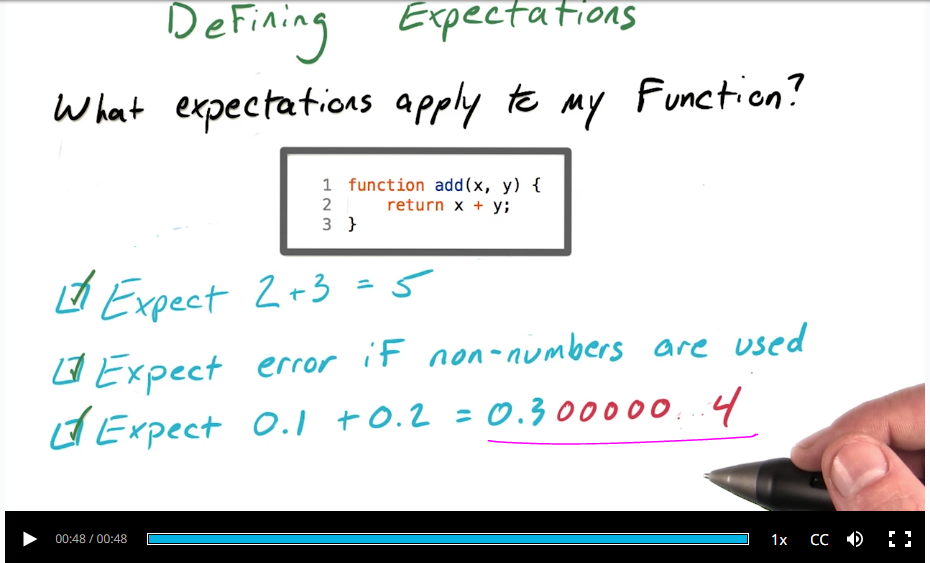 Defining Expectations
What expectations apply to my Function?
1 function add(x, y) {
2 return x + y;
3 }
Expect 2+3 = 5
Expect error if non-numbers are used
Expect 0.1 + 0.2 = 0.300000...4
00:48 / 00:48 1x CC